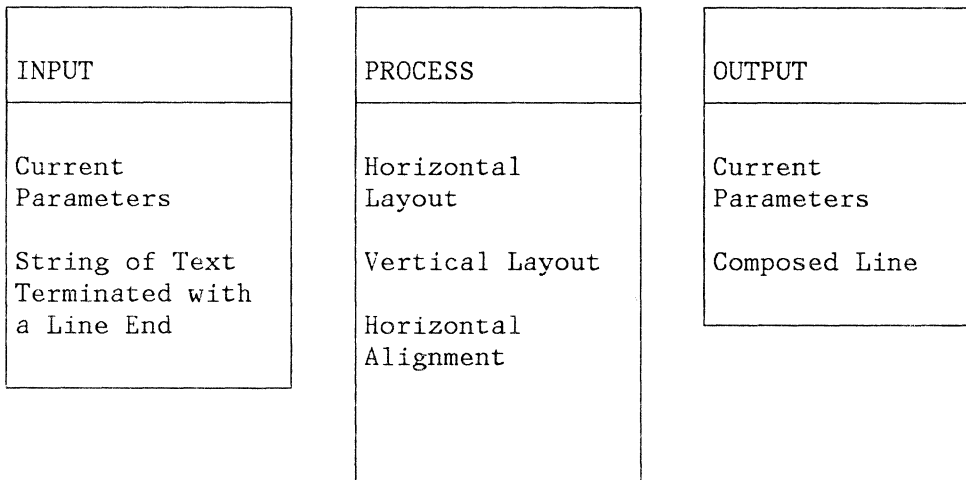 INPUT
Current
Parameters
String of Text
Terminated with
a Line End
PROCESS
Horizontal
Layout
Vertical Layout
Horizontal
Alignment
OUTPUT
Current
Parameters
Composed Line